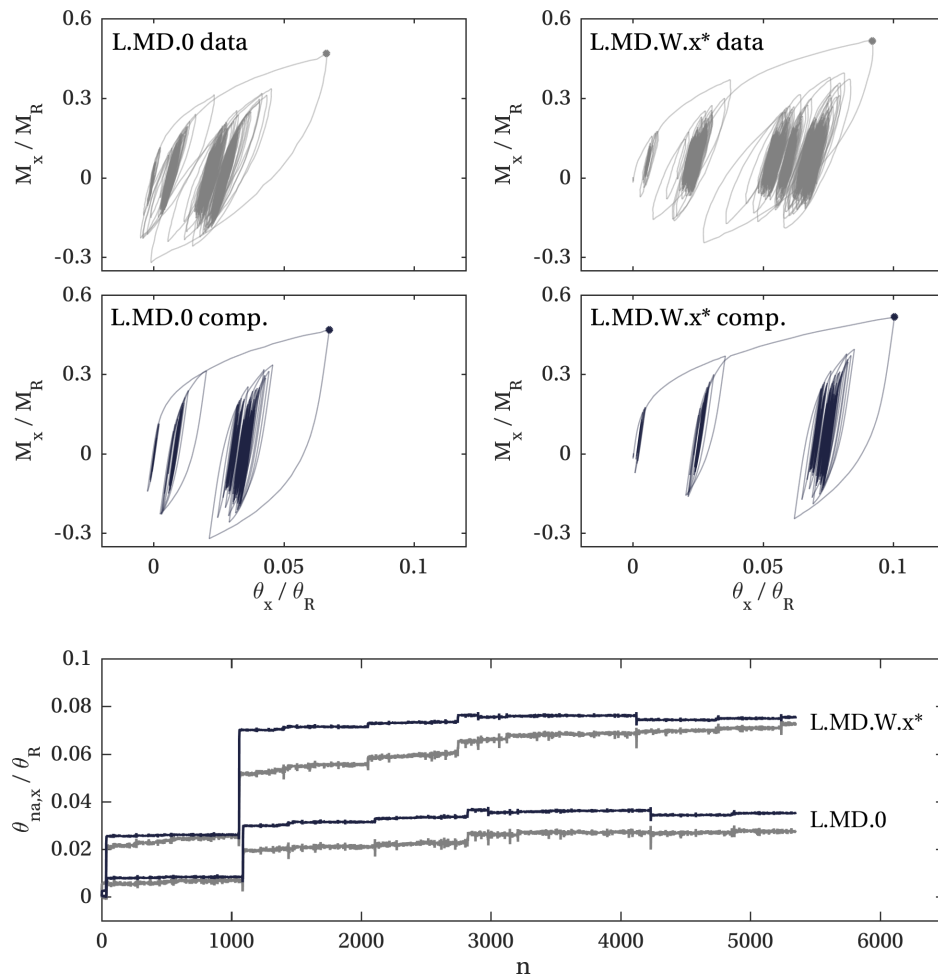 L.MD.0 data
0.6
0.3
0
-0.3
M_x / M_R
L.MD.W.x* data
0.6
0.3
0
-0.3
M_x / M_R
L.MD.0 comp.
0.6
0.3
0
-0.3
M_x / M_R
0 0.05 0.1
θ_x / θ_R
L.MD.W.x* comp.
0.6
0.3
0
-0.3
M_x / M_R
0 0.05 0.1
θ_x / θ_R
0.1
0.08
0.06
0.04
0.02
0
θ_na,x / θ_R
L.MD.W.x*
L.MD.0
0 1000 2000 3000 4000 5000 6000
n